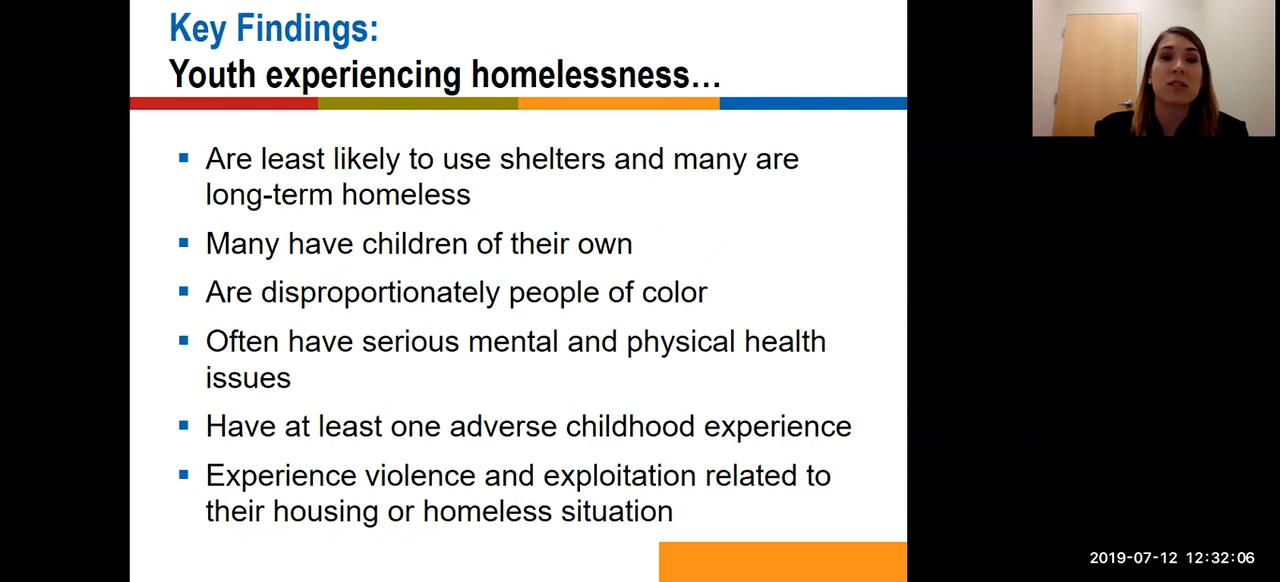 Key Findings:
Youth experiencing homelessness...
▪ Are least likely to use shelters and many are
long-term homeless
▪ Many have children of their own
▪ Are disproportionately people of color
▪ Often have serious mental and physical health
issues
▪ Have at least one adverse childhood experience
▪ Experience violence and exploitation related to
their housing or homeless situation
2019-07-12 12:32:06